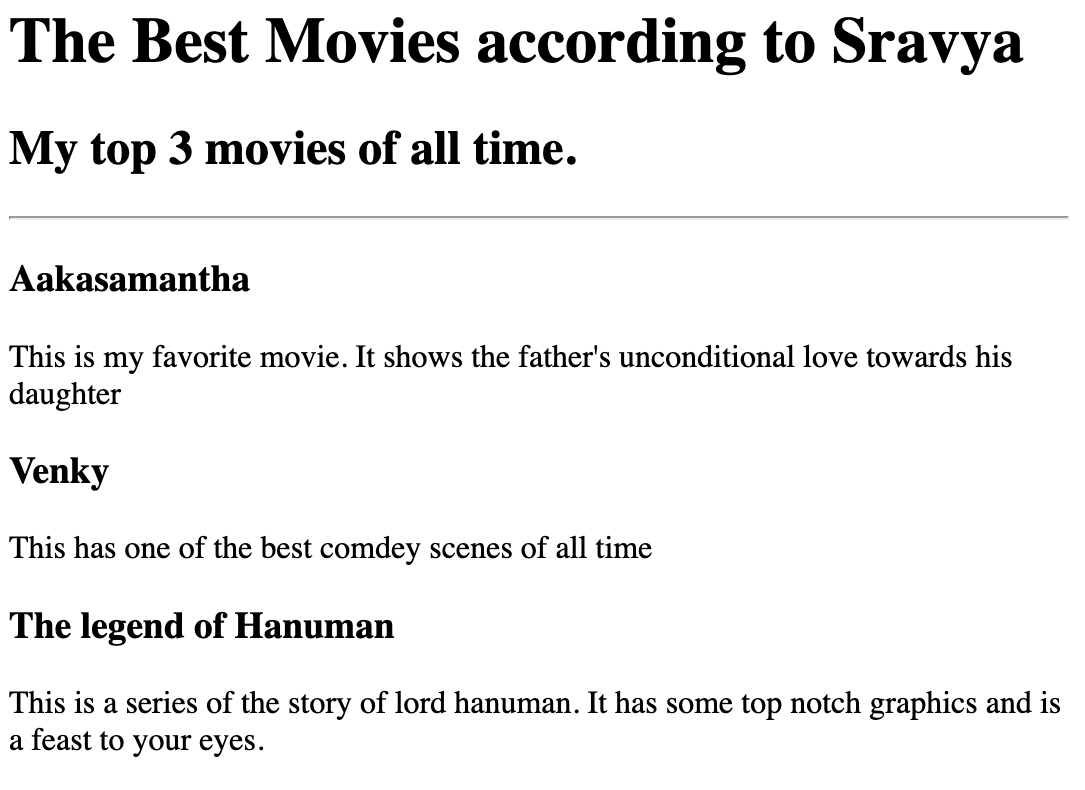 The Best Movies according to Sravya
My top 3 movies of all time.
Aakasamantha
This is my favorite movie. It shows the father's unconditional love towards his
daughter
Venky
This has one of the best comdey scenes of all time
The legend of Hanuman
This is a series of the story of lord hanuman. It has some top notch graphics and is
a feast to your eyes.